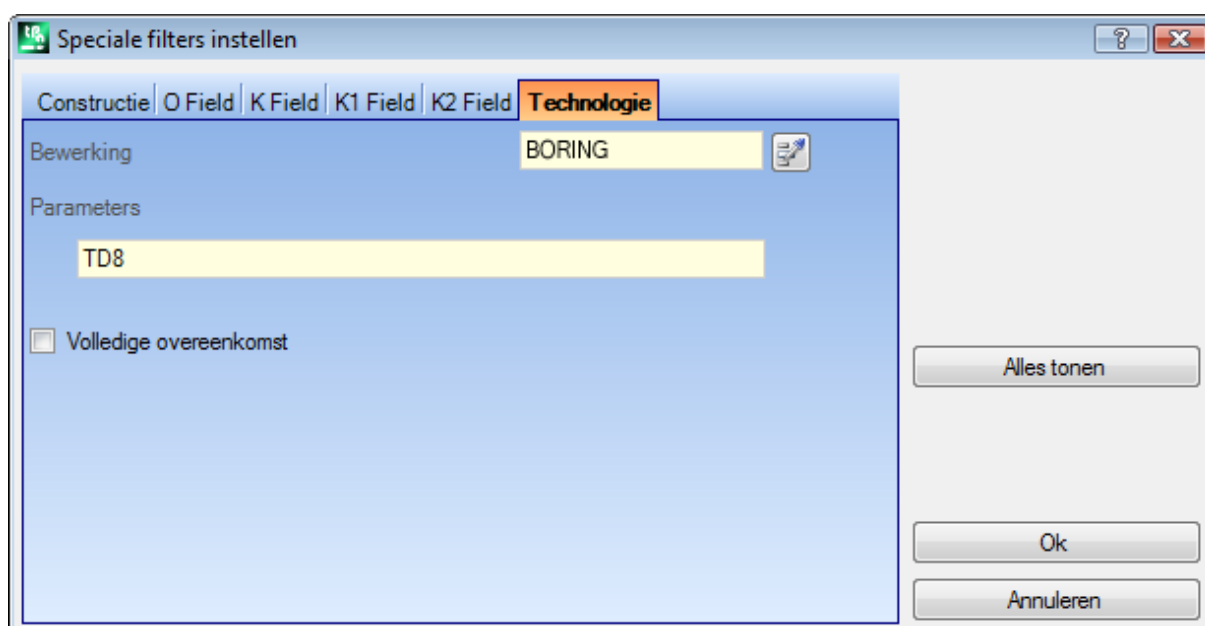 Speciale filters instellen
Constructie O Field K Field K1 Field K2 Field Technologie
Bewerking BORING
Parameters
TD8
Volledige overeenkomst
Alles tonen
Ok
Annuleren